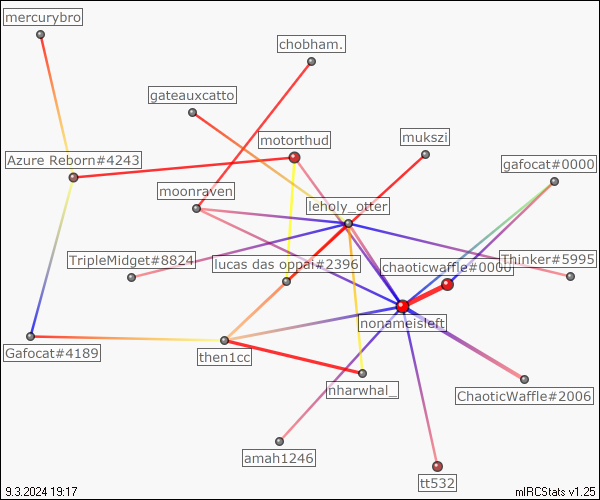 mercurybro
chobham.
gateauxcatto
motorthud
mukszi
Azure Reborn#4243
gafocat#0000
moonraven
leholy_otter
TripleMidget#8824
lucas das oppai#2396
chaoticwaffle#0000
Thinker#5995
nonameisleft
Gafocat#4189
then1cc
nharwhal_
ChaoticWaffle#2006
amah1246
tt532
9.3.2024 19:17
mIRCStats v1.25